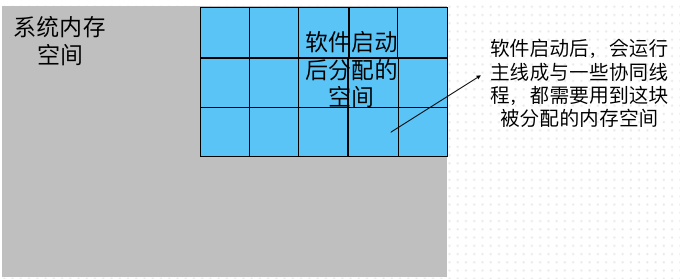 系统内存
空间
软件启动
后分配的
空间
软件启动后，会运行
主线成与一些协同线
程，都需要用到这块
被分配的内存空间